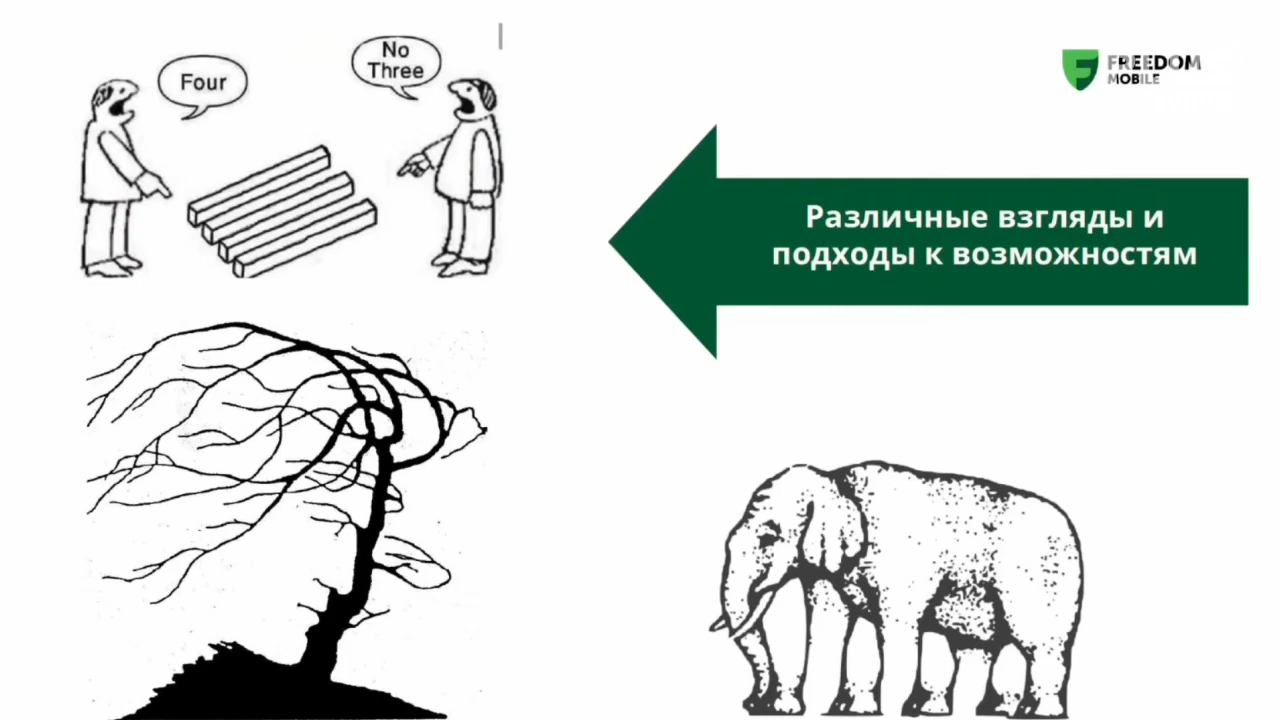 Four
No
Three
FREEDOM
MOBILE
Различные взгляды и
подходы к возможностям